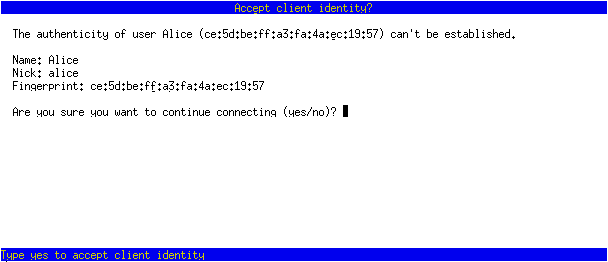 Accept client identity?
The authenticity of user Alice (ce:5d:be:ff:a3:fa:4a:ec:19:57) can't be established.
Name: Alice
Nick: alice
Fingerprint: ce:5d:be:ff:a3:fa:4a:ec:19:57
Are you sure you want to continue connecting (yes/no)?
Type yes to accept client identity